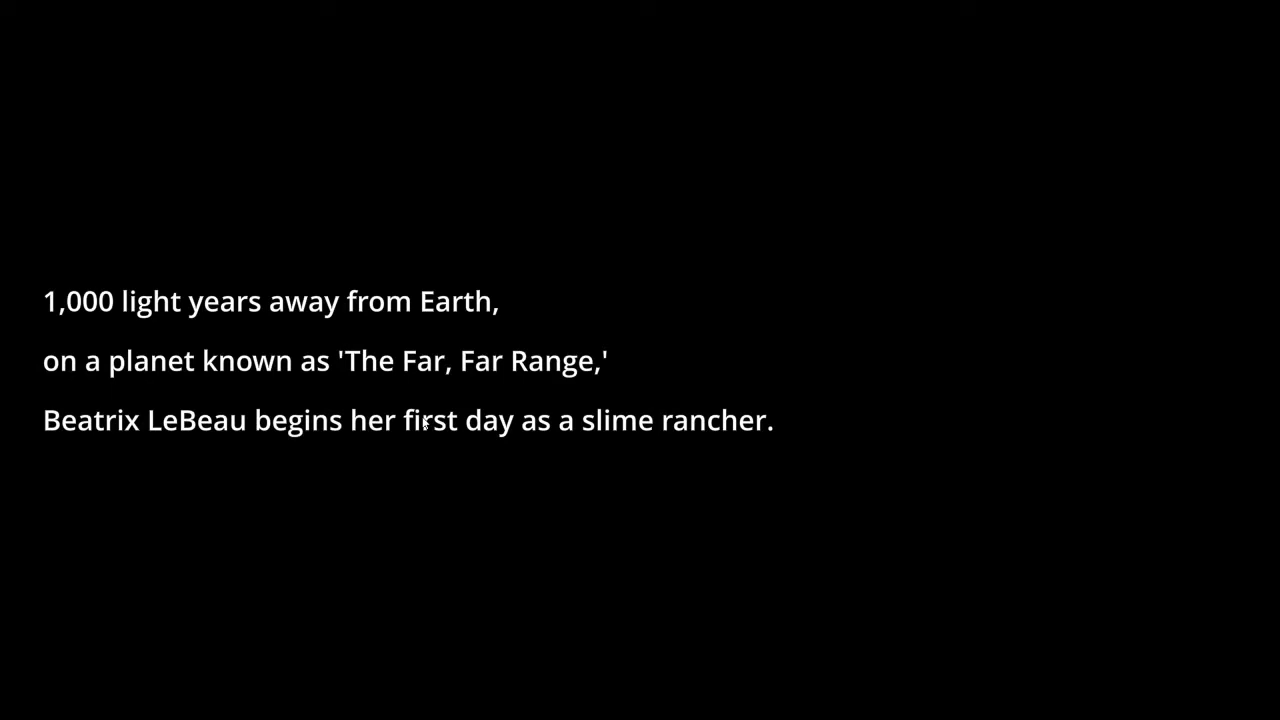 1,000 light years away from Earth,
on a planet known as 'The Far, Far Range,'
Beatrix LeBeau begins her first day as a slime rancher.